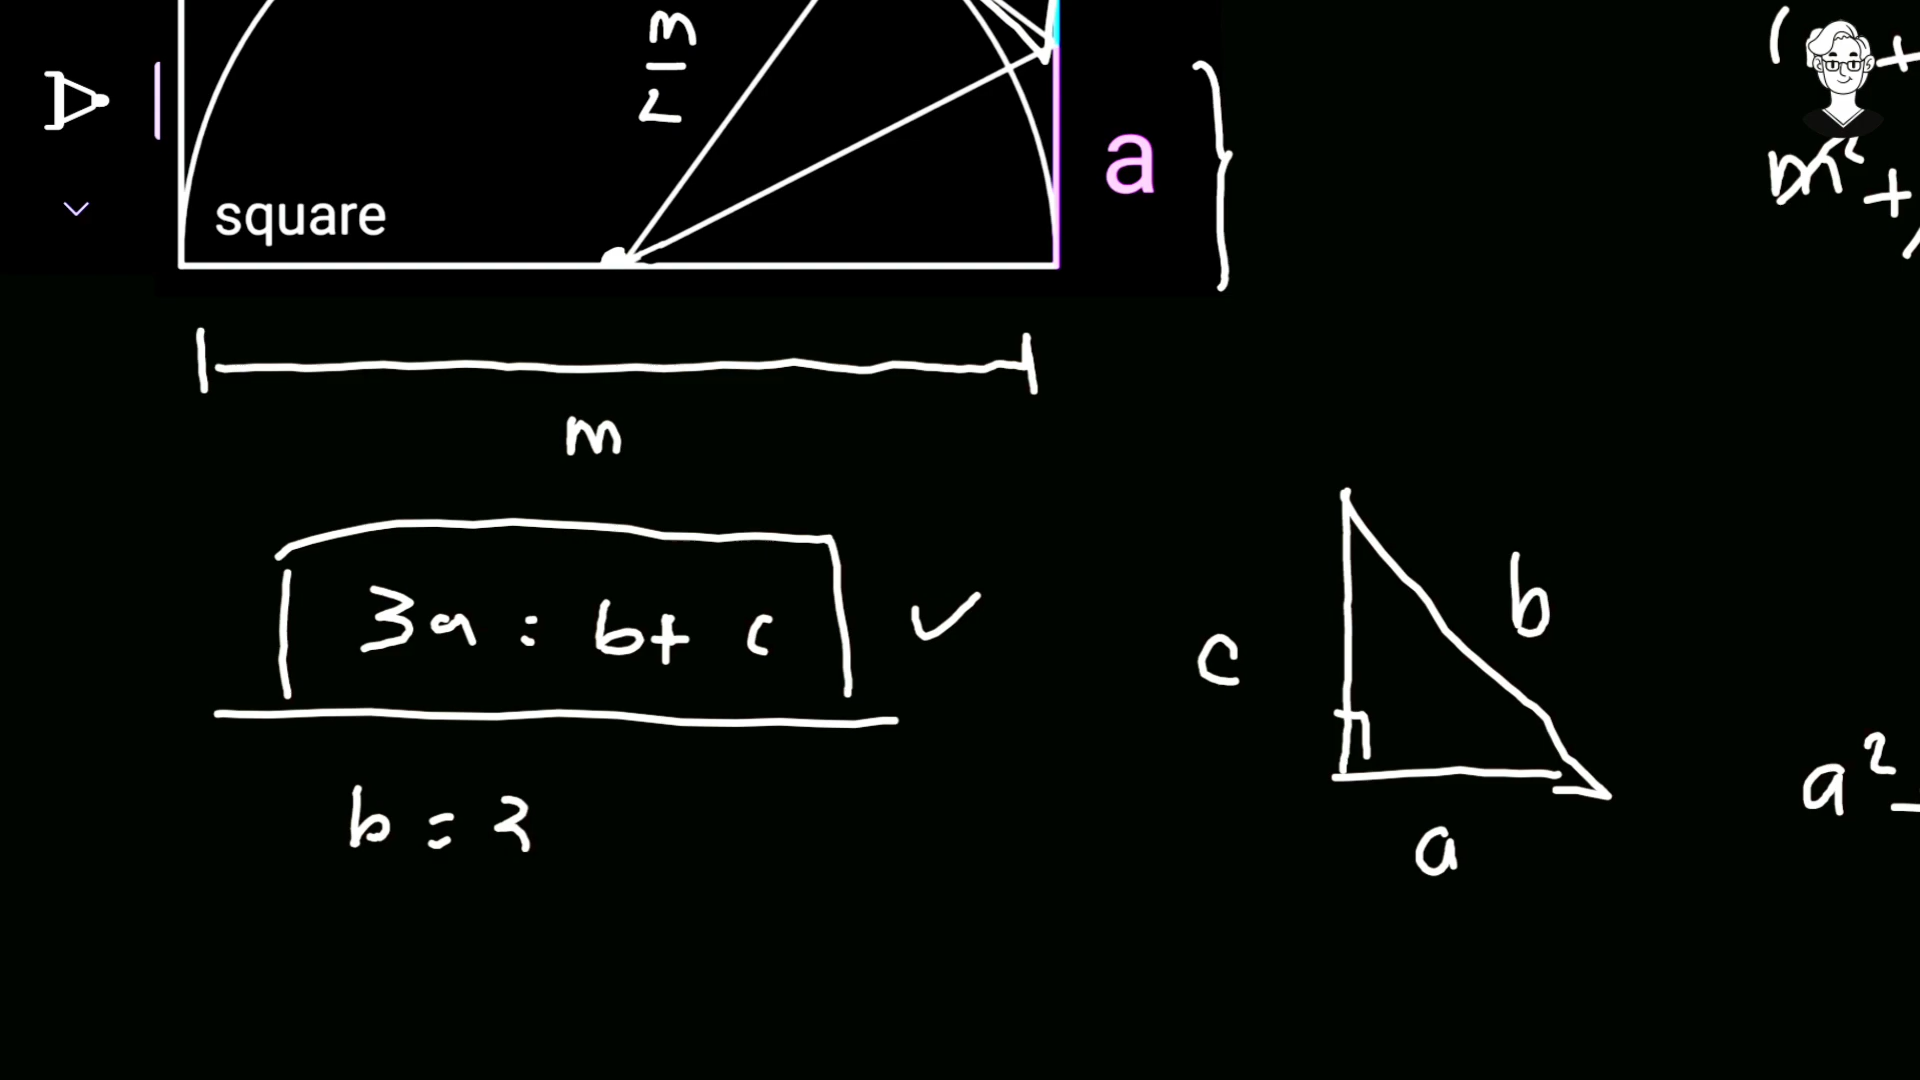 m
2
square
a
m
3a = b + c ✓
b = 3
c
b
a
a²